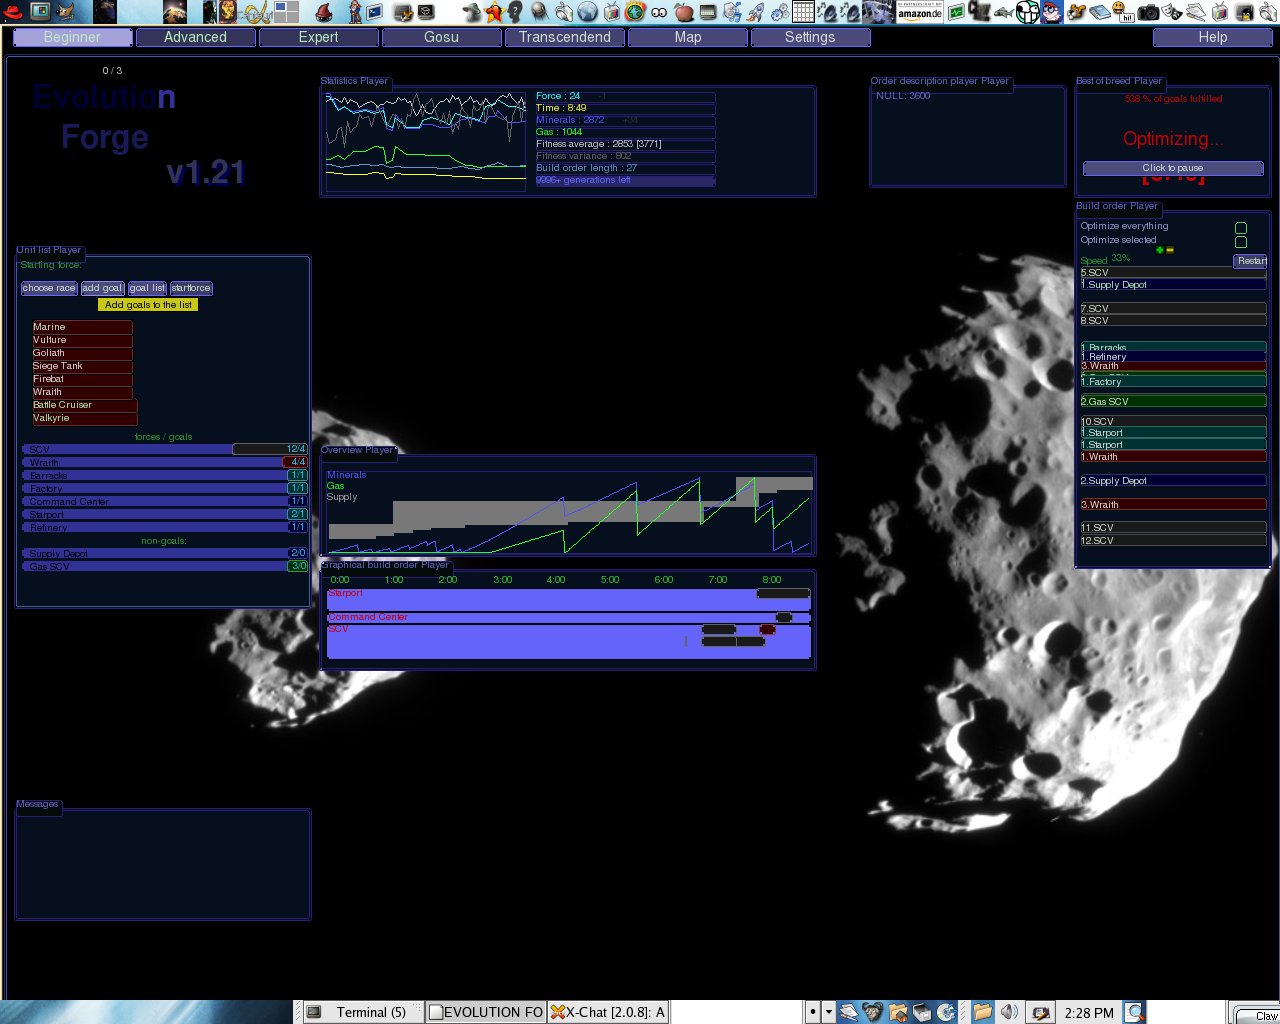 Beginner
Advanced
Expert
Gosu
Transcendend
Map
Settings
Help
0 / 3
Evolution
Forge
v1.21
Statistics Player
Force : 24 -1
Time : 8:49
Minerals : 2872 +34
Gas : 1044
Fitness average : 2853 [3771]
Fitness variance : 802
Build order length : 27
9996+ generations left
Order description player Player
NULL: 3600
Best of breed Player
538 % of goals fulfilled
Optimizing...
Click to pause
Build order Player
Optimize everything
Optimize selected
Speed 33%
Restart
5.SCV
1.Supply Depot
7.SCV
8.SCV
1.Barracks
1.Refinery
3.Wraith
1.Factory
2.Gas SCV
10.SCV
1.Starport
1.Starport
1.Wraith
2.Supply Depot
3.Wraith
11.SCV
12.SCV
Unit list Player
Starting force:
choose race
add goal
goal list
startforce
Add goals to the list
Marine
Vulture
Goliath
Siege Tank
Firebat
Wraith
Battle Cruiser
Valkyrie
forces / goals
SCV 12/4
Wraith 4/4
Barracks 1/1
Factory 1/1
Command Center 1/1
Starport 2/1
Refinery 1/1
non-goals:
Supply Depot 2/0
Gas SCV 3/0
Overview Player
Minerals
Gas
Supply
Graphical build order Player
0:00 1:00 2:00 3:00 4:00 5:00 6:00 7:00 8:00
Starport
Command Center
SCV
Messages
amazon.de
hi!
Terminal (5)
EVOLUTION FO
X-Chat [2.0.8]: A
2:28 PM
Claw